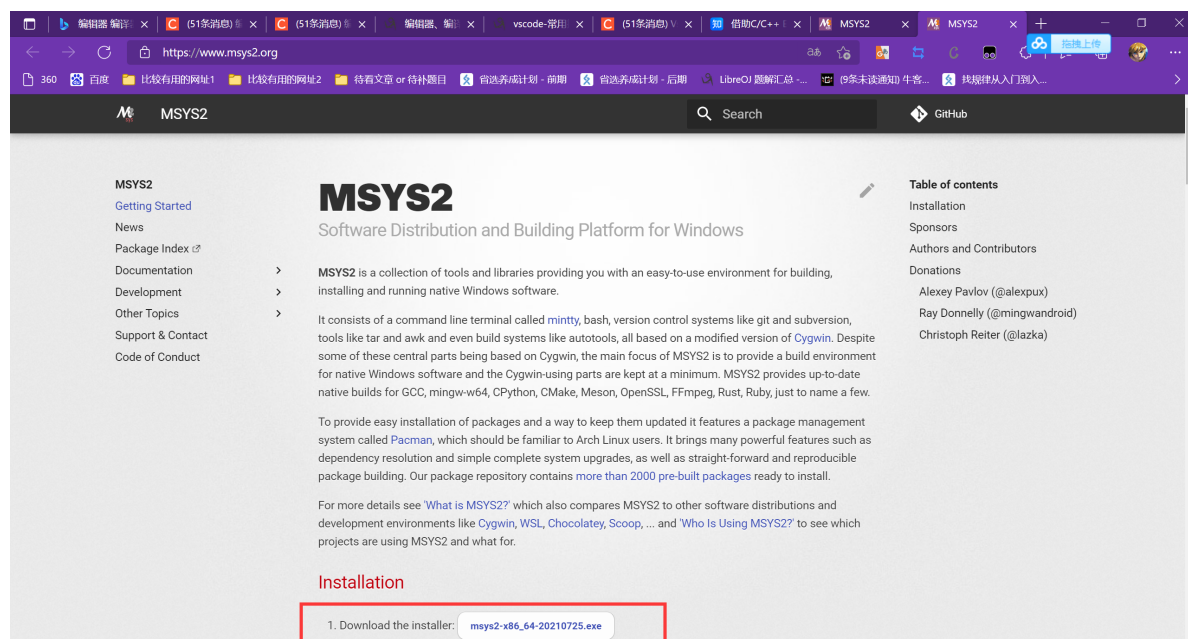 编辑器 编译
(51条消息)
(51条消息)
编辑器、编
vscode-常用
(51条消息) V
知 借助C/C++
MSYS2
MSYS2
https://www.msys2.org
拖拽上传
360
百度
比较有用的网址1
比较有用的网址2
待看文章 or 待补题目
省选养成计划 - 前期
省选养成计划 - 后期
LibreOJ 题解汇总 -...
(9条未读通知) 牛客...
找规律从入门到入...
MSYS2
Search
GitHub
MSYS2
Getting Started
News
Package Index
Documentation
Development
Other Topics
Support & Contact
Code of Conduct
MSYS2
Software Distribution and Building Platform for Windows
MSYS2 is a collection of tools and libraries providing you with an easy-to-use environment for building,
installing and running native Windows software.
It consists of a command line terminal called mintty, bash, version control systems like git and subversion,
tools like tar and awk and even build systems like autotools, all based on a modified version of Cygwin. Despite
some of these central parts being based on Cygwin, the main focus of MSYS2 is to provide a build environment
for native Windows software and the Cygwin-using parts are kept at a minimum. MSYS2 provides up-to-date
native builds for GCC, mingw-w64, CPython, CMake, Meson, OpenSSL, FFmpeg, Rust, Ruby, just to name a few.
To provide easy installation of packages and a way to keep them updated it features a package management
system called Pacman, which should be familiar to Arch Linux users. It brings many powerful features such as
dependency resolution and simple complete system upgrades, as well as straight-forward and reproducible
package building. Our package repository contains more than 2000 pre-built packages ready to install.
For more details see 'What is MSYS2?' which also compares MSYS2 to other software distributions and
development environments like Cygwin, WSL, Chocolatey, Scoop, ... and 'Who Is Using MSYS2?' to see which
projects are using MSYS2 and what for.
Installation
1. Download the installer: msys2-x86_64-20210725.exe
Table of contents
Installation
Sponsors
Authors and Contributors
Donations
Alexey Pavlov (@alexpux)
Ray Donnelly (@mingwandroid)
Christoph Reiter (@lazka)